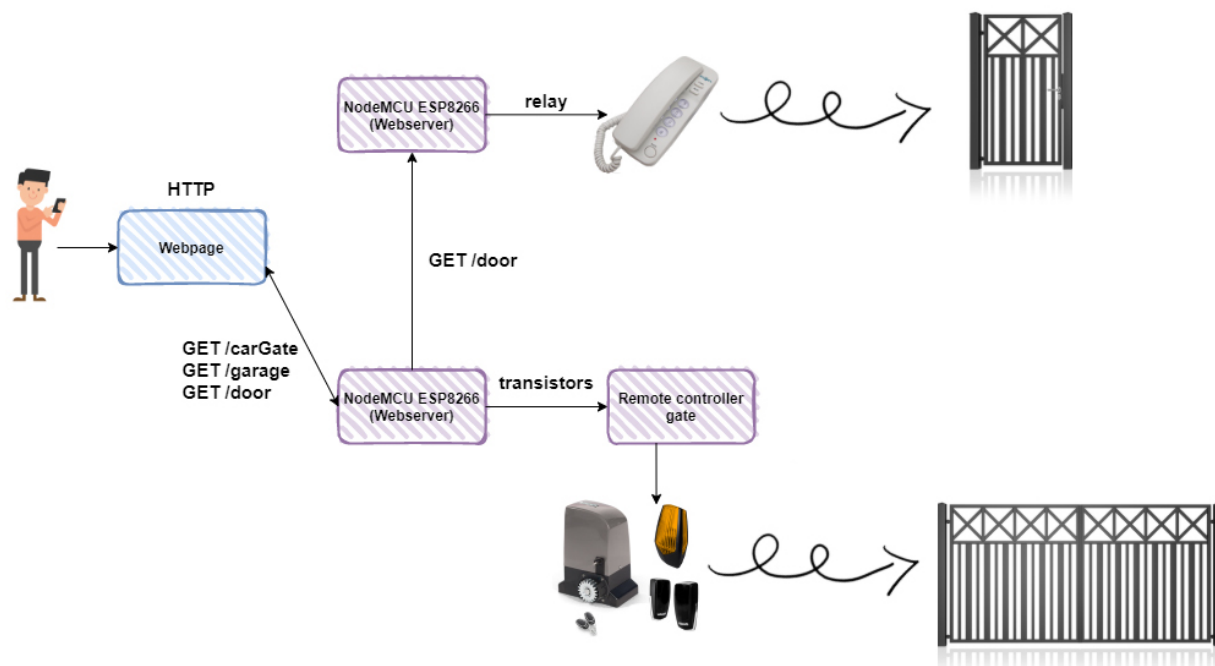 NodeMCU ESP8266
(Webserver)
relay
HTTP
Webpage
GET /door
GET /carGate
GET /garage
GET /door
NodeMCU ESP8266
(Webserver)
transistors
Remote controller
gate